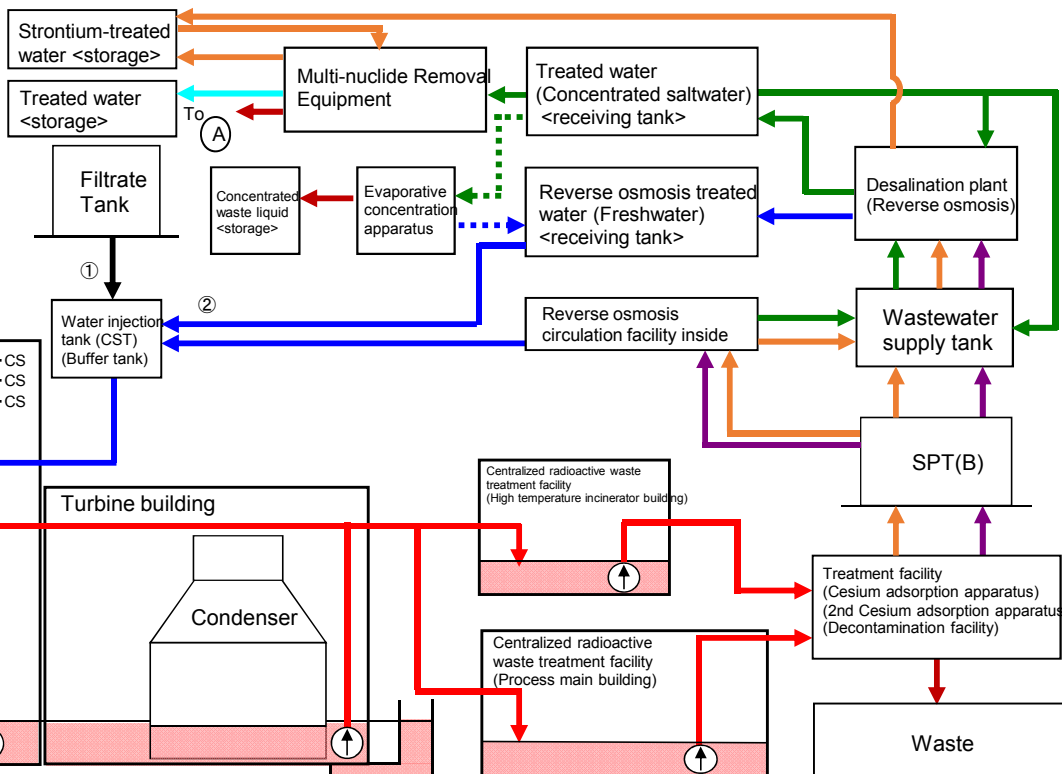 Strontium-treated
water <storage>
Multi-nuclide Removal
Equipment
Treated water
(Concentrated saltwater)
<receiving tank>
Treated water
<storage>
To
A
Filtrate
Tank
Concentrated
waste liquid
<storage>
Evaporative
concentration
apparatus
Reverse osmosis treated
water (Freshwater)
<receiving tank>
Desalination plant
(Reverse osmosis)
①
②
Water injection
tank (CST)
(Buffer tank)
Reverse osmosis
circulation facility inside
Wastewater
supply tank
・CS
・CS
・CS
SPT(B)
Turbine building
Condenser
Centralized radioactive waste
treatment facility
(High temperature incinerator building)
Centralized radioactive
waste treatment facility
(Process main building)
Treatment facility
(Cesium adsorption apparatus)
(2nd Cesium adsorption apparatus
(Decontamination facility)
Waste